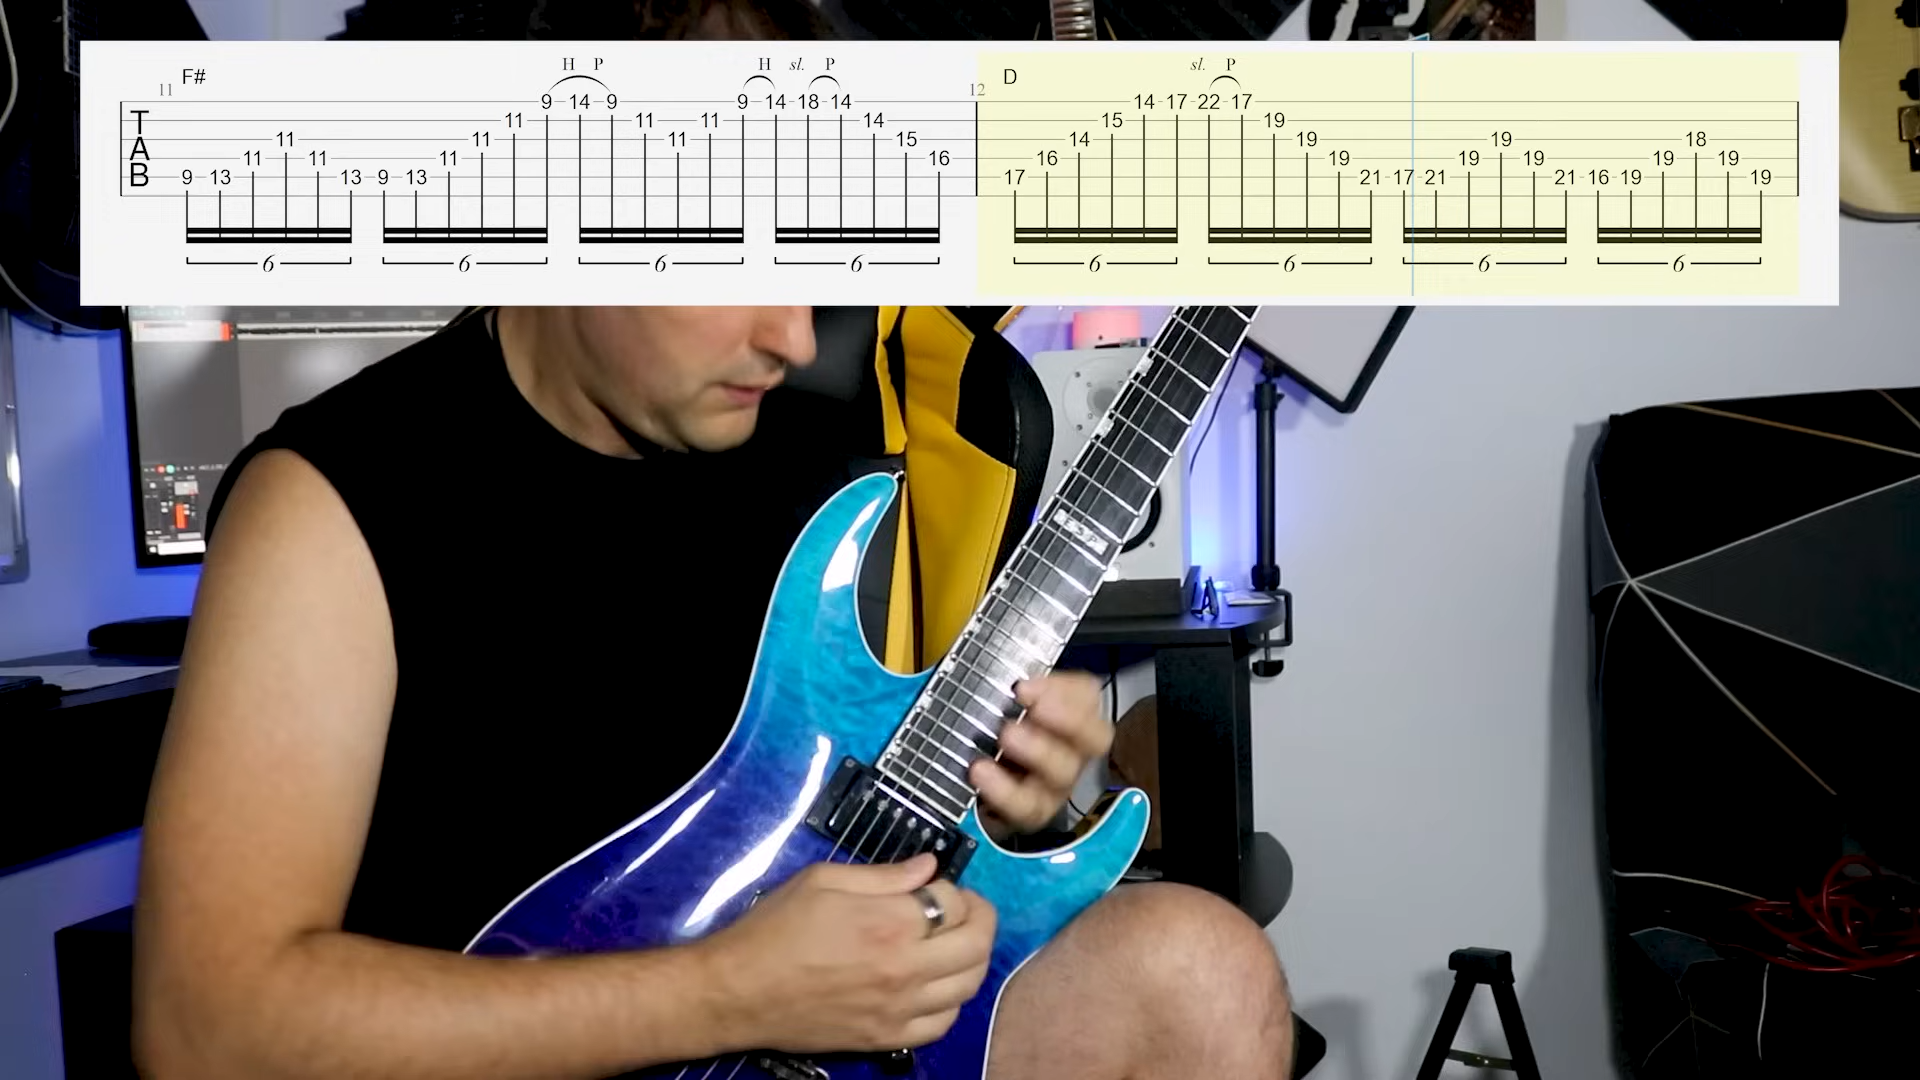 H P H sl. P sl. P
11 F# 12 D
9 14 9 9 14 18 14 14 17 22 17
T 11 11 11 14 15 19
A 11 11 11 15 14 19 19 18
11 11 11 16 16 19 19 19 19 19
B 9 13 13 9 13 17 21 17 21 21 16 19 19
6 6 6 6 6 6 6 6